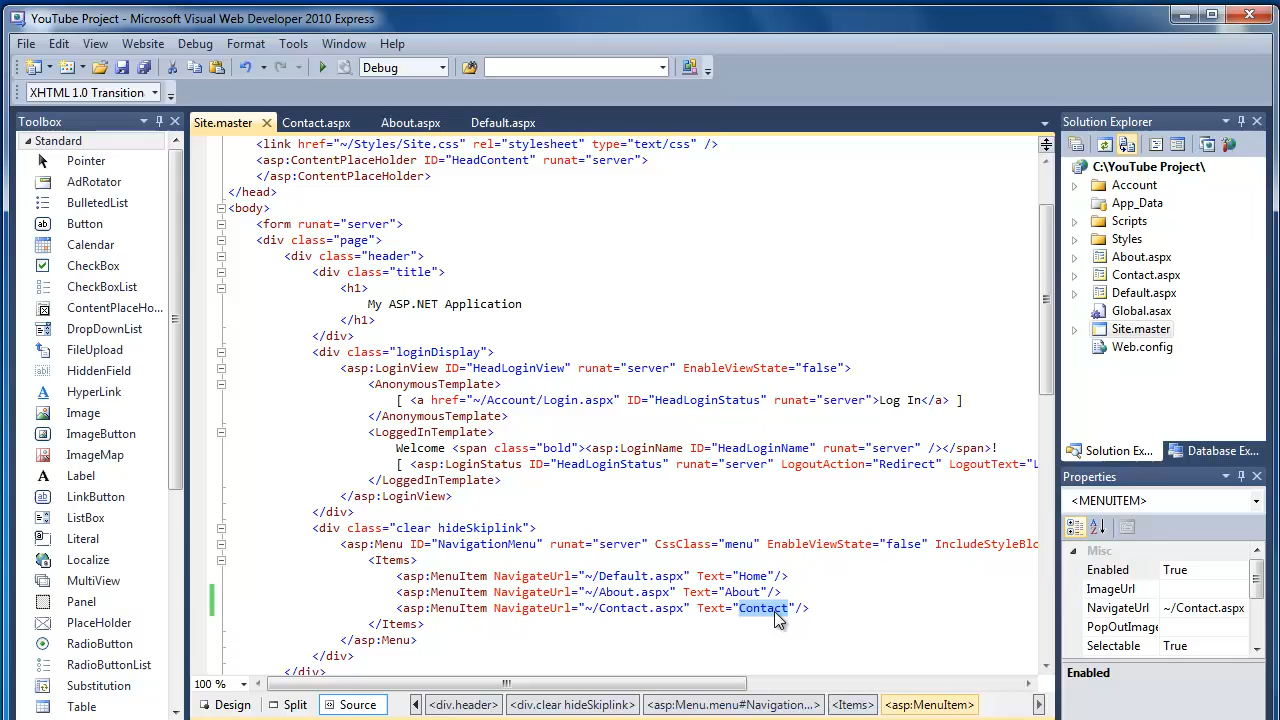 YouTube Project - Microsoft Visual Web Developer 2010 Express
File Edit View Website Debug Format Tools Window Help
Debug
XHTML 1.0 Transition
Toolbox
Standard
Pointer
AdRotator
BulletedList
Button
Calendar
CheckBox
CheckBoxList
ContentPlaceHo...
DropDownList
FileUpload
HiddenField
HyperLink
Image
ImageButton
ImageMap
Label
LinkButton
ListBox
Literal
Localize
MultiView
Panel
PlaceHolder
RadioButton
RadioButtonList
Substitution
Table
Site.master Contact.aspx About.aspx Default.aspx
<link href="~/Styles/Site.css" rel="stylesheet" type="text/css" />
<asp:ContentPlaceHolder ID="HeadContent" runat="server">
</asp:ContentPlaceHolder>
</head>
<body>
<form runat="server">
<div class="page">
<div class="header">
<div class="title">
<h1>
My ASP.NET Application
</h1>
</div>
<div class="loginDisplay">
<asp:LoginView ID="HeadLoginView" runat="server" EnableViewState="false">
<AnonymousTemplate>
[ <a href="~/Account/Login.aspx" ID="HeadLoginStatus" runat="server">Log In</a> ]
</AnonymousTemplate>
<LoggedInTemplate>
Welcome <span class="bold"><asp:LoginName ID="HeadLoginName" runat="server" /></span>!
[ <asp:LoginStatus ID="HeadLoginStatus" runat="server" LogoutAction="Redirect" LogoutText="L
</LoggedInTemplate>
</asp:LoginView>
</div>
<div class="clear hideSkiplink">
<asp:Menu ID="NavigationMenu" runat="server" CssClass="menu" EnableViewState="false" IncludeStyleBlo
<Items>
<asp:MenuItem NavigateUrl="~/Default.aspx" Text="Home"/>
<asp:MenuItem NavigateUrl="~/About.aspx" Text="About"/>
<asp:MenuItem NavigateUrl="~/Contact.aspx" Text="Contact"/>
</Items>
</asp:Menu>
</div>
</div>
100 %
Design Split Source <div.header> <div.clear hideSkiplink> <asp:Menu.menu#Navigation...> <Items> <asp:MenuItem>
Solution Explorer
C:\YouTube Project\
Account
App_Data
Scripts
Styles
About.aspx
Contact.aspx
Default.aspx
Global.asax
Site.master
Web.config
Solution Ex... Database Ex...
Properties
<MENUITEM>
Misc
Enabled True
ImageUrl
NavigateUrl ~/Contact.aspx
PopOutImage
Selectable True
Enabled